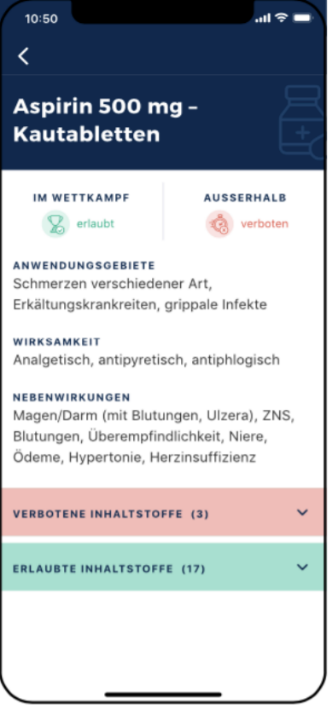 10:50
Aspirin 500 mg –
Kautabletten
IM WETTKAMPF
erlaubt
AUSSERHALB
verboten
ANWENDUNGSGEBIETE
Schmerzen verschiedener Art,
Erkältungskrankreiten, grippale Infekte
WIRKSAMKEIT
Analgetisch, antipyretisch, antiphlogisch
NEBENWIRKUNGEN
Magen/Darm (mit Blutungen, Ulzera), ZNS,
Blutungen, Überempfindlichkeit, Niere,
Ödeme, Hypertonie, Herzinsuffizienz
VERBOTENE INHALTSTOFFE (3)
ERLAUBTE INHALTSTOFFE (17)